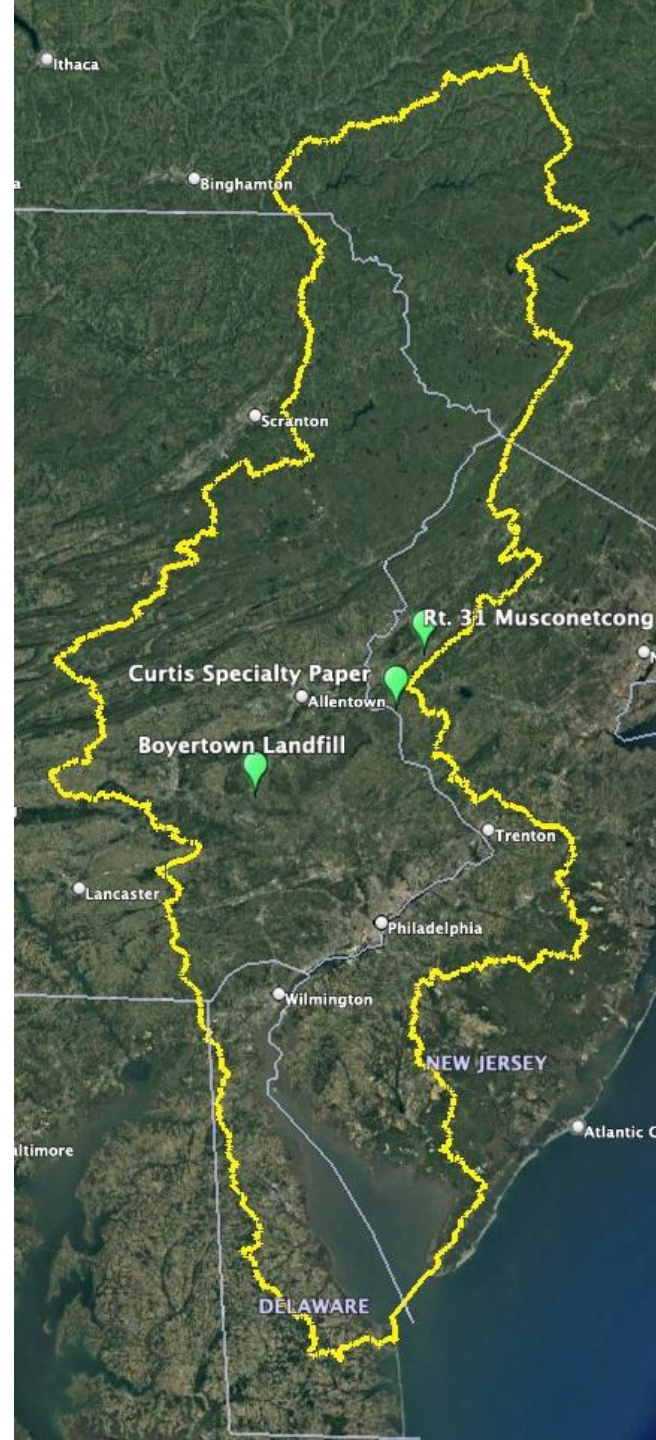 Ithaca
Binghamton
a
Scranton
Rt. 31 Musconetcong
N
Curtis Specialty Paper
Allentown
Boyertown Landfill
Trenton
Lancaster
Philadelphia
Wilmington
NEW JERSEY
Atlantic C
altimore
DELAWARE